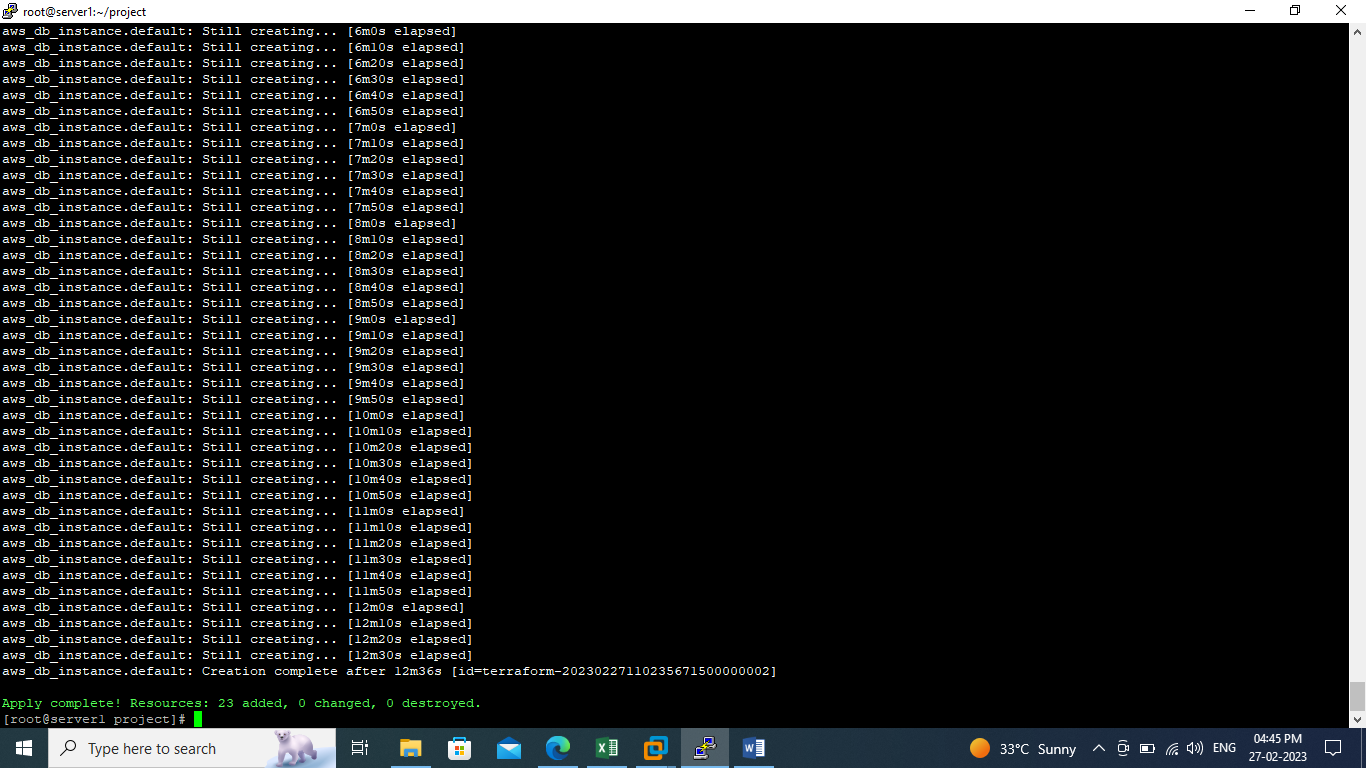 root@server1:~/project
aws_db_instance.default: Still creating... [6m0s elapsed]
aws_db_instance.default: Still creating... [6m10s elapsed]
aws_db_instance.default: Still creating... [6m20s elapsed]
aws_db_instance.default: Still creating... [6m30s elapsed]
aws_db_instance.default: Still creating... [6m40s elapsed]
aws_db_instance.default: Still creating... [6m50s elapsed]
aws_db_instance.default: Still creating... [7m0s elapsed]
aws_db_instance.default: Still creating... [7m10s elapsed]
aws_db_instance.default: Still creating... [7m20s elapsed]
aws_db_instance.default: Still creating... [7m30s elapsed]
aws_db_instance.default: Still creating... [7m40s elapsed]
aws_db_instance.default: Still creating... [7m50s elapsed]
aws_db_instance.default: Still creating... [8m0s elapsed]
aws_db_instance.default: Still creating... [8m10s elapsed]
aws_db_instance.default: Still creating... [8m20s elapsed]
aws_db_instance.default: Still creating... [8m30s elapsed]
aws_db_instance.default: Still creating... [8m40s elapsed]
aws_db_instance.default: Still creating... [8m50s elapsed]
aws_db_instance.default: Still creating... [9m0s elapsed]
aws_db_instance.default: Still creating... [9m10s elapsed]
aws_db_instance.default: Still creating... [9m20s elapsed]
aws_db_instance.default: Still creating... [9m30s elapsed]
aws_db_instance.default: Still creating... [9m40s elapsed]
aws_db_instance.default: Still creating... [9m50s elapsed]
aws_db_instance.default: Still creating... [10m0s elapsed]
aws_db_instance.default: Still creating... [10m10s elapsed]
aws_db_instance.default: Still creating... [10m20s elapsed]
aws_db_instance.default: Still creating... [10m30s elapsed]
aws_db_instance.default: Still creating... [10m40s elapsed]
aws_db_instance.default: Still creating... [10m50s elapsed]
aws_db_instance.default: Still creating... [11m0s elapsed]
aws_db_instance.default: Still creating... [11m10s elapsed]
aws_db_instance.default: Still creating... [11m20s elapsed]
aws_db_instance.default: Still creating... [11m30s elapsed]
aws_db_instance.default: Still creating... [11m40s elapsed]
aws_db_instance.default: Still creating... [11m50s elapsed]
aws_db_instance.default: Still creating... [12m0s elapsed]
aws_db_instance.default: Still creating... [12m10s elapsed]
aws_db_instance.default: Still creating... [12m20s elapsed]
aws_db_instance.default: Still creating... [12m30s elapsed]
aws_db_instance.default: Creation complete after 12m36s [id=terraform-20230227110235671500000002]
Apply complete! Resources: 23 added, 0 changed, 0 destroyed.
[root@server1 project]#
Type here to search
33°C Sunny
ENG
04:45 PM
27-02-2023